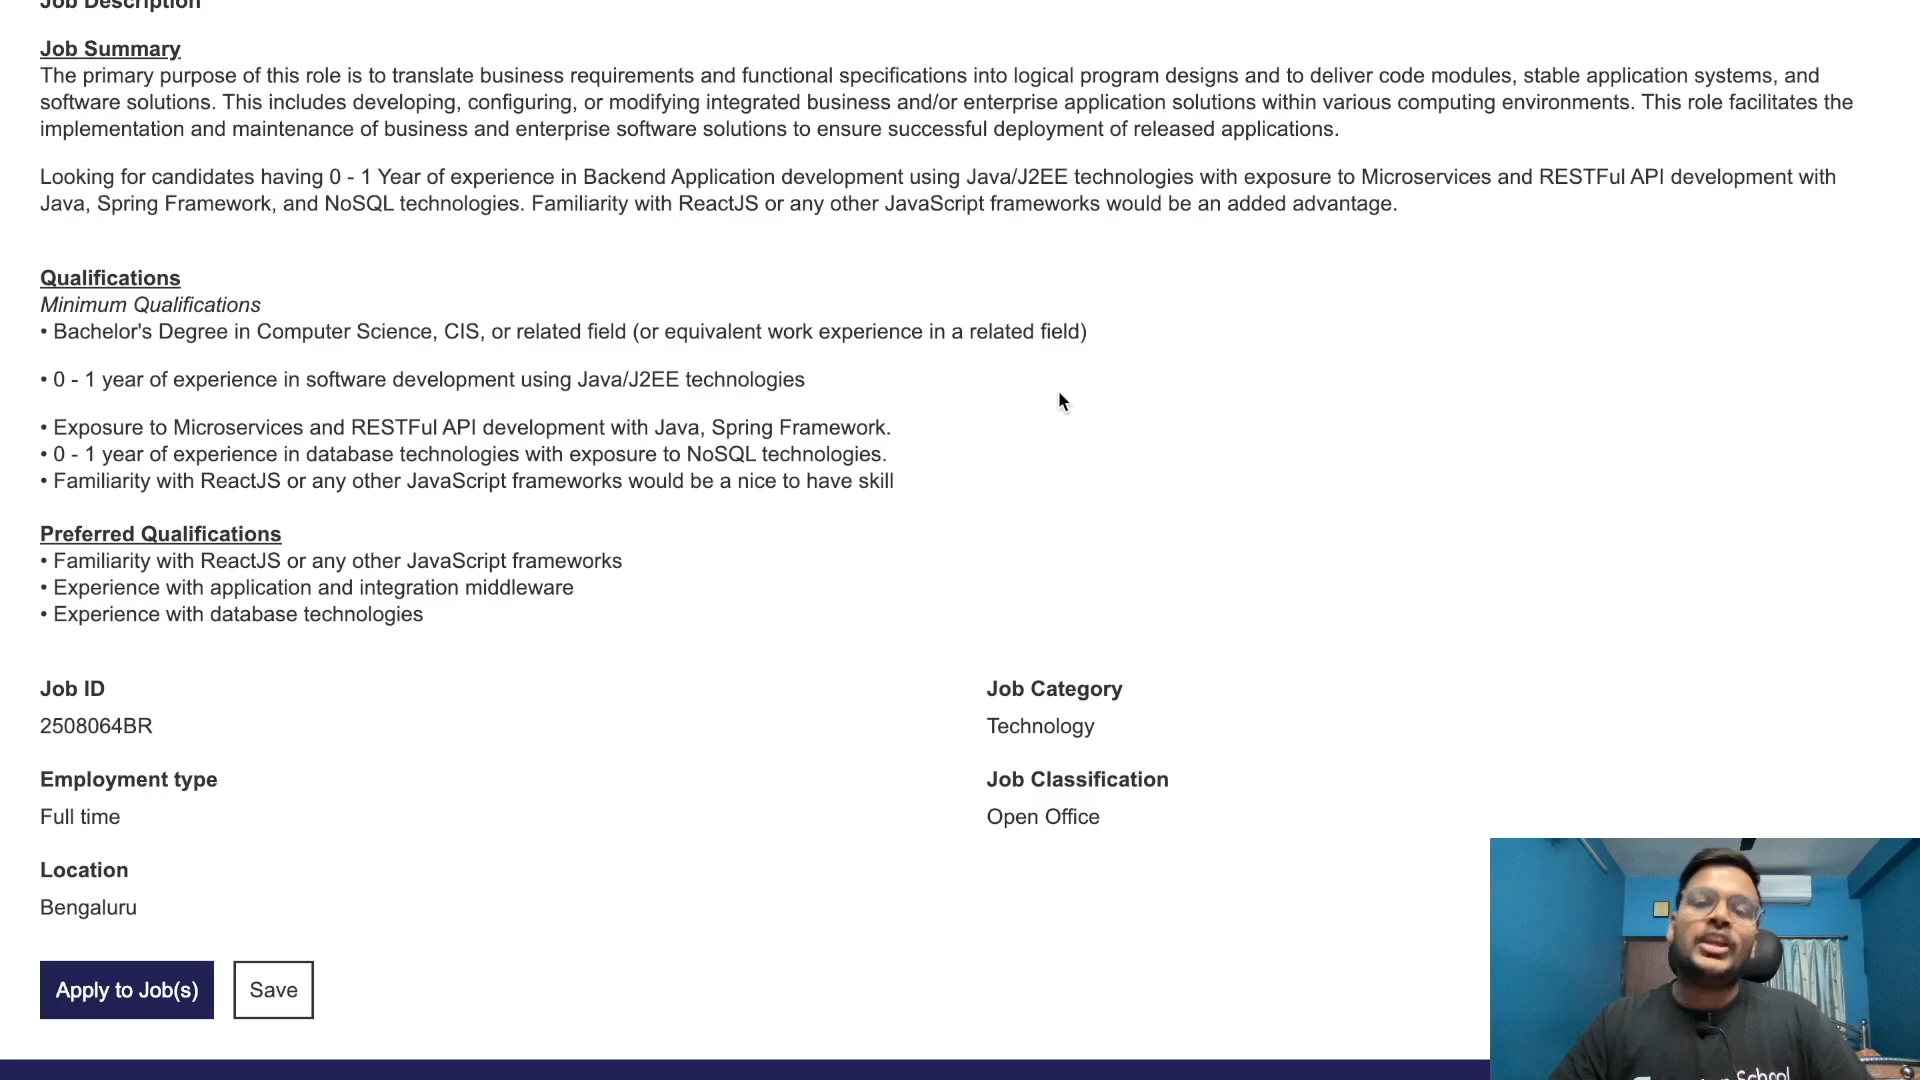 Job Description
Job Summary
The primary purpose of this role is to translate business requirements and functional specifications into logical program designs and to deliver code modules, stable application systems, and
software solutions. This includes developing, configuring, or modifying integrated business and/or enterprise application solutions within various computing environments. This role facilitates the
implementation and maintenance of business and enterprise software solutions to ensure successful deployment of released applications.
Looking for candidates having 0 - 1 Year of experience in Backend Application development using Java/J2EE technologies with exposure to Microservices and RESTFul API development with
Java, Spring Framework, and NoSQL technologies. Familiarity with ReactJS or any other JavaScript frameworks would be an added advantage.
Qualifications
Minimum Qualifications
• Bachelor's Degree in Computer Science, CIS, or related field (or equivalent work experience in a related field)
• 0 - 1 year of experience in software development using Java/J2EE technologies
• Exposure to Microservices and RESTFul API development with Java, Spring Framework.
• 0 - 1 year of experience in database technologies with exposure to NoSQL technologies.
• Familiarity with ReactJS or any other JavaScript frameworks would be a nice to have skill
Preferred Qualifications
• Familiarity with ReactJS or any other JavaScript frameworks
• Experience with application and integration middleware
• Experience with database technologies
Job ID
2508064BR
Job Category
Technology
Employment type
Full time
Job Classification
Open Office
Location
Bengaluru
Apply to Job(s)
Save
School